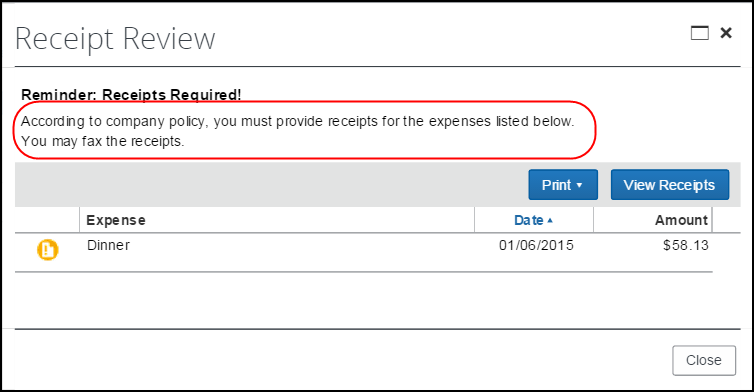 Receipt Review
Reminder: Receipts Required!
According to company policy, you must provide receipts for the expenses listed below.
You may fax the receipts.
Print View Receipts
Expense Date Amount
Dinner 01/06/2015 $58.13
Close